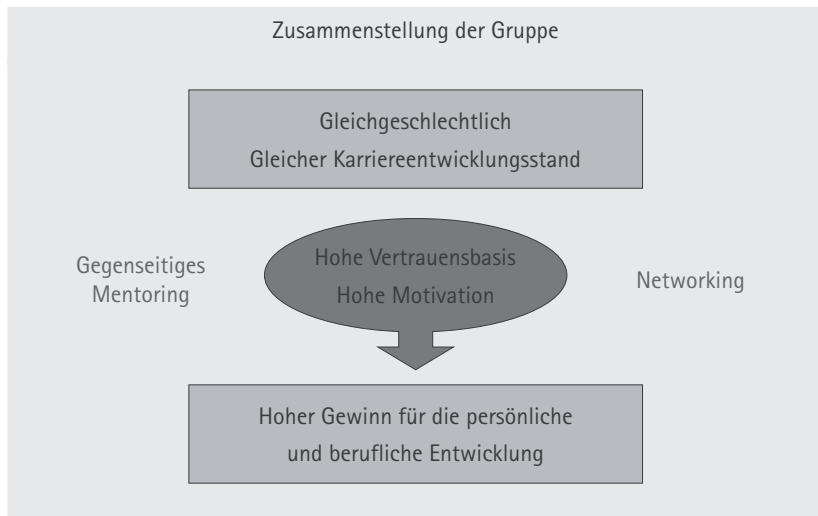 Zusammenstellung der Gruppe
Gleichgeschlechtlich
Gleicher Karriereentwicklungsstand
Gegenseitiges
Mentoring
Hohe Vertrauensbasis
Hohe Motivation
Networking
Hoher Gewinn für die persönliche
und berufliche Entwicklung